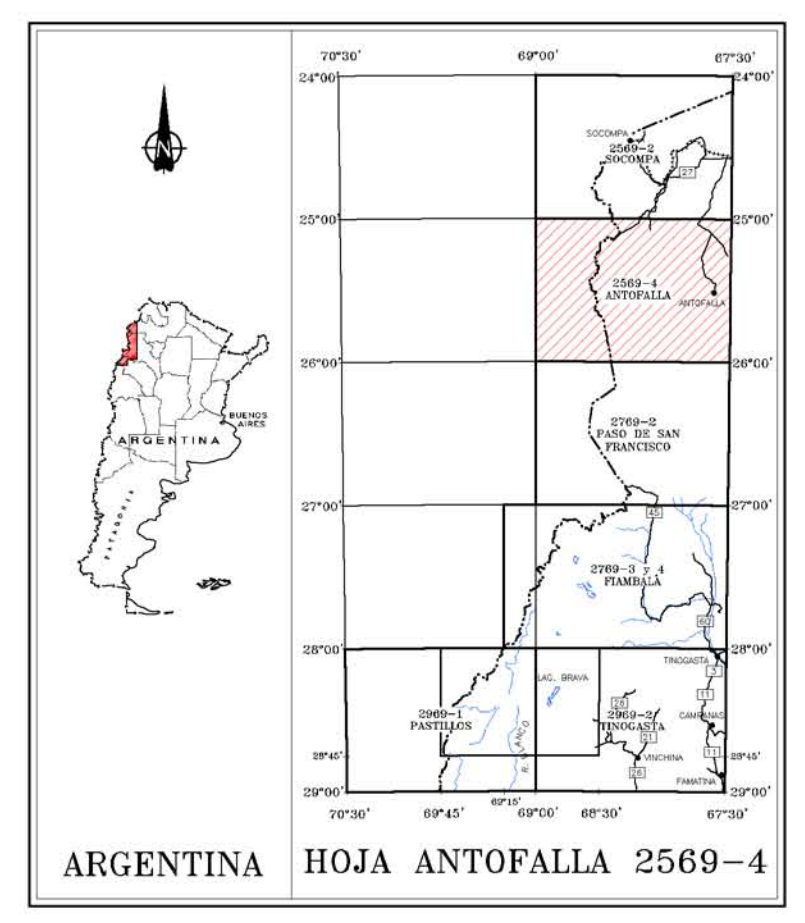 70°30'
69°00
67°30'
24°00'
24°00'
SOCOMPA
2569-2
SOCOMPA
27
25°00'
25°00'
2569-4
ANTOFALLA
ANTOFALLA
26°00'
26°00'
N
BUENOS
AIRES
ARGENTINA
PATAGONIA
2769-2
PASO DE SAN
FRANCISCO
27°00'
27°00'
45
2769-3 y 4
FIAMBALÁ
60
28°00'
28°00'
TINOGASTA
3
LAG. BRAVA
11
28
2969-1
PASTILLOS
2969-2
TINOGASTA
CAMPANAS
R. BLANCO
21
11
28°45'
28°45'
VINCHINA
26
FAMATINA
29°00'
29°00'
70°30'
69°45'
69°15'
69°00
68°30'
67°30'
ARGENTINA
HOJA ANTOFALLA 2569-4